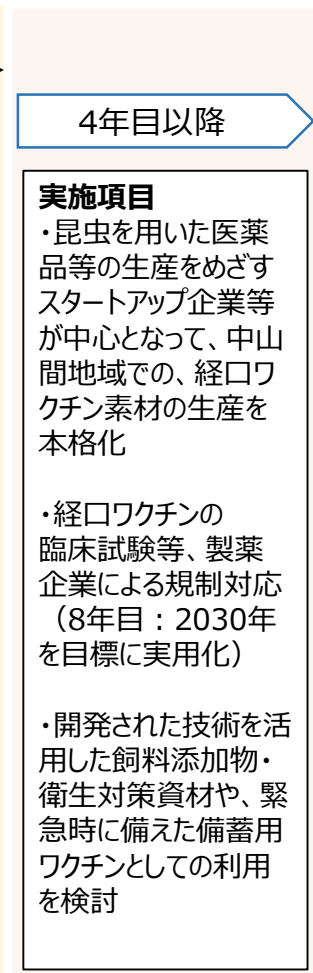 4年目以降
実施項目
・昆虫を用いた医薬
品等の生産をめざす
スタートアップ企業等
が中心となって、中山
間地域での、経口ワ
クチン素材の生産を
本格化
・経口ワクチンの
臨床試験等、製薬
企業による規制対応
（8年目：2030年
を目標に実用化）
・開発された技術を活
用した飼料添加物・
衛生対策資材や、緊
急時に備えた備蓄用
ワクチンとしての利用
を検討